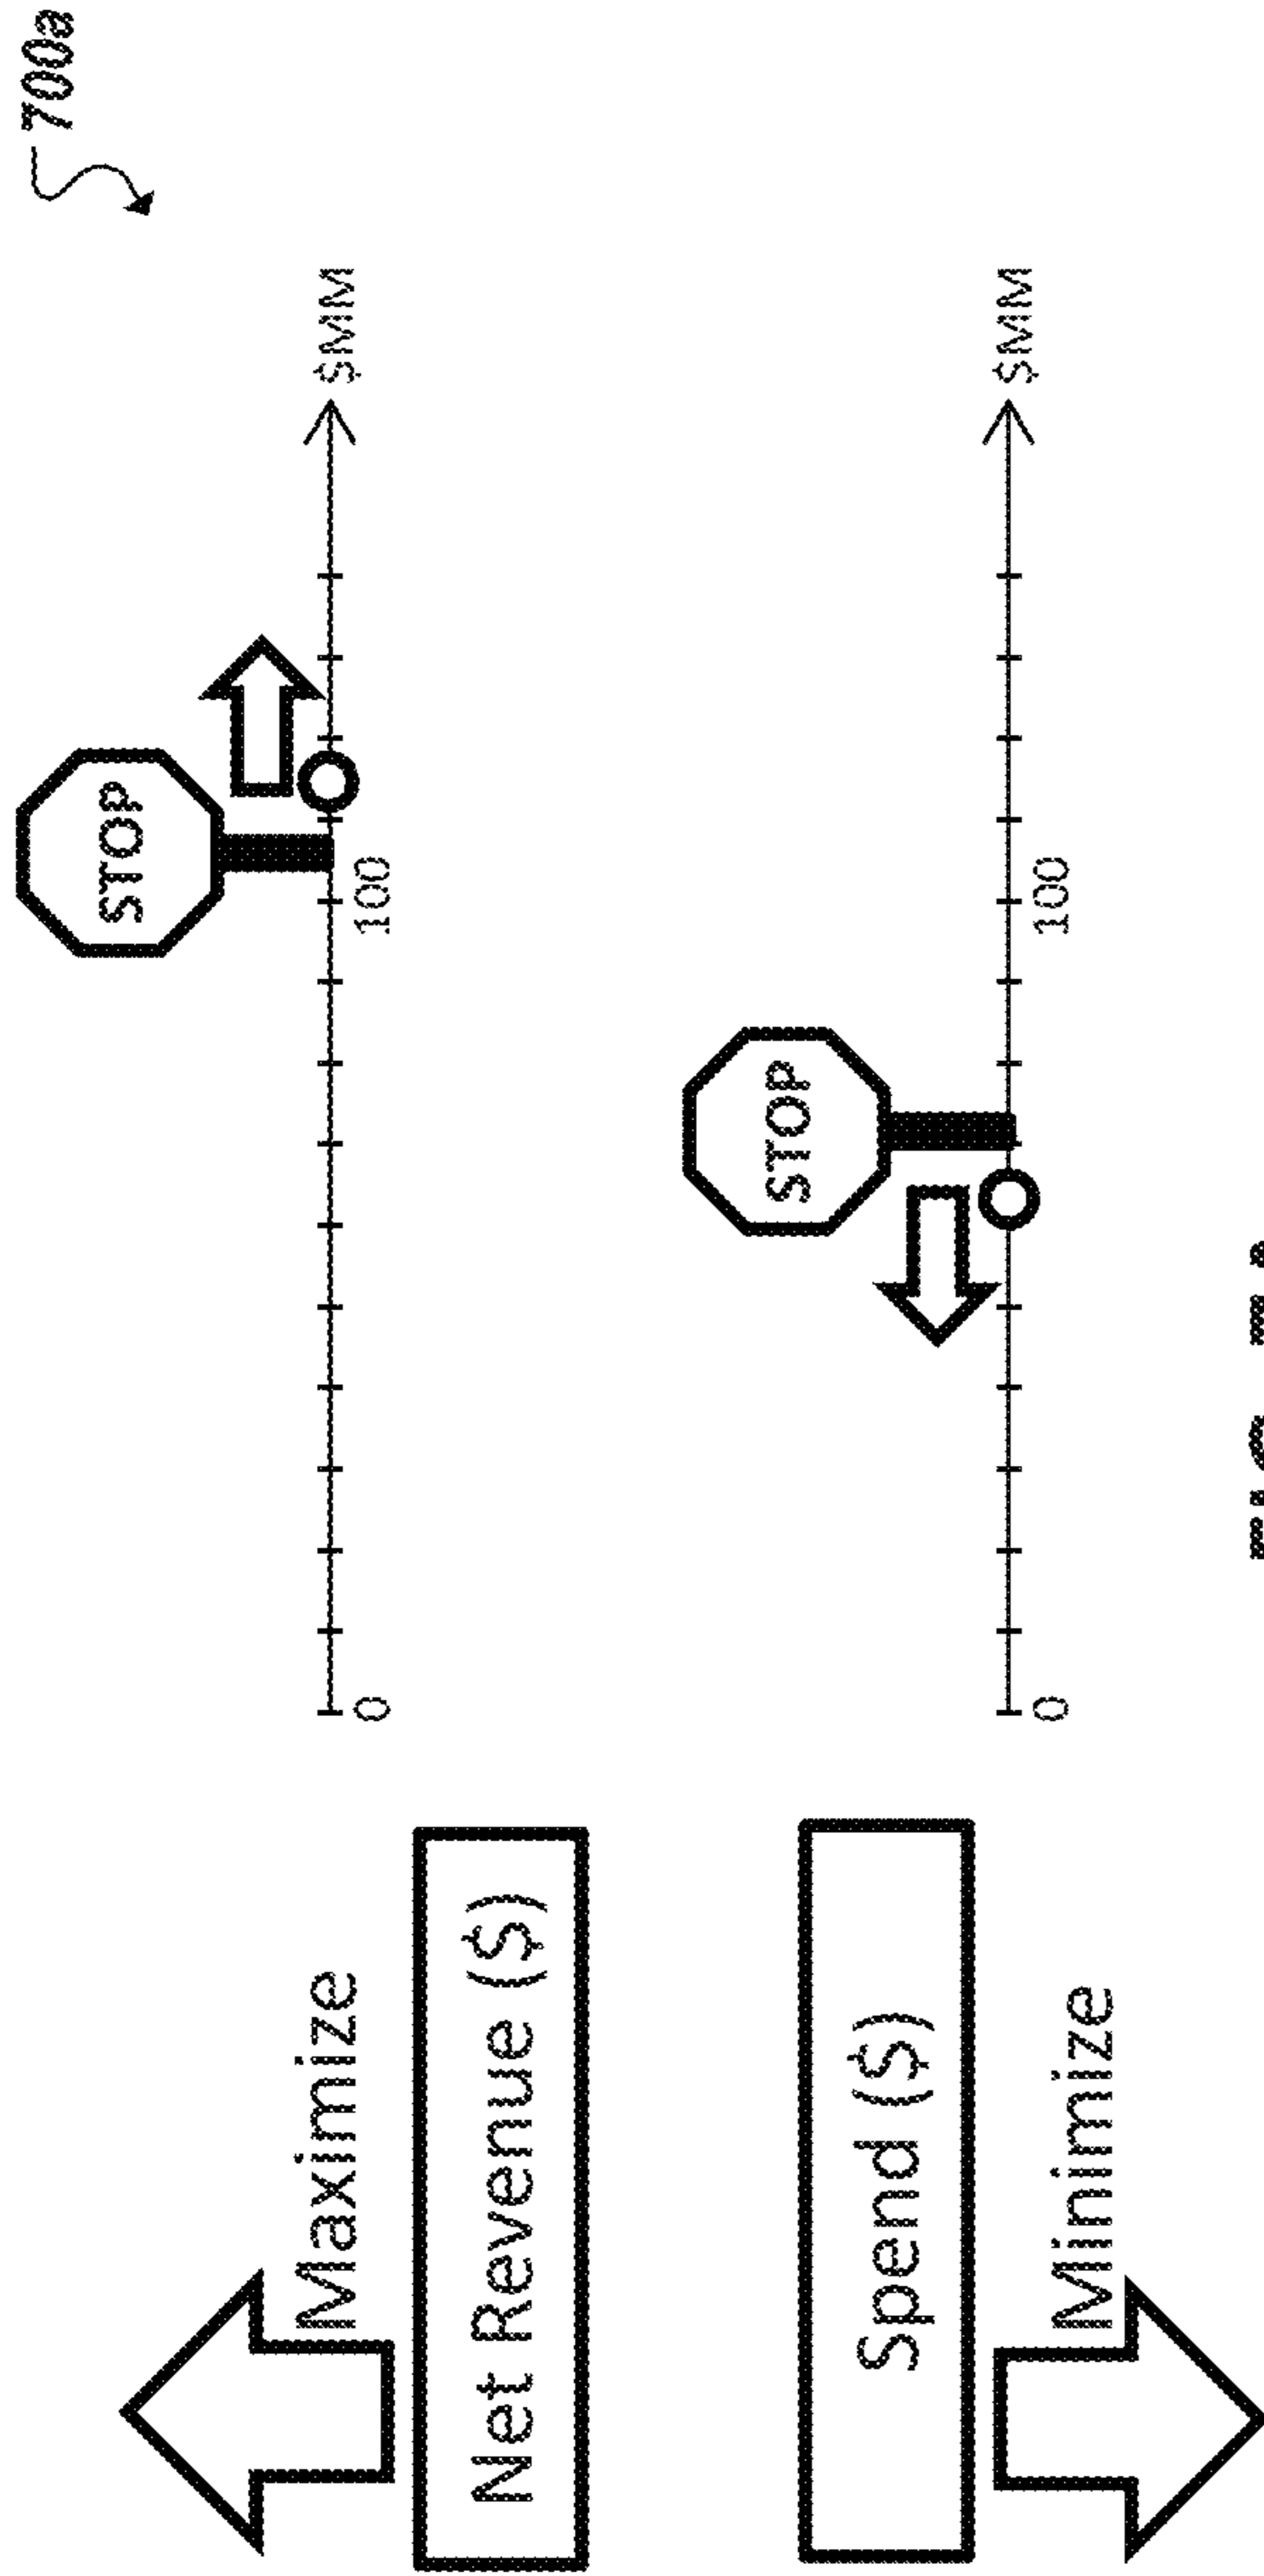 700a
Maximize
Net Revenue ($)
STOP
0
100
$MM
Spend ($)
Minimize
STOP
0
100
$MM